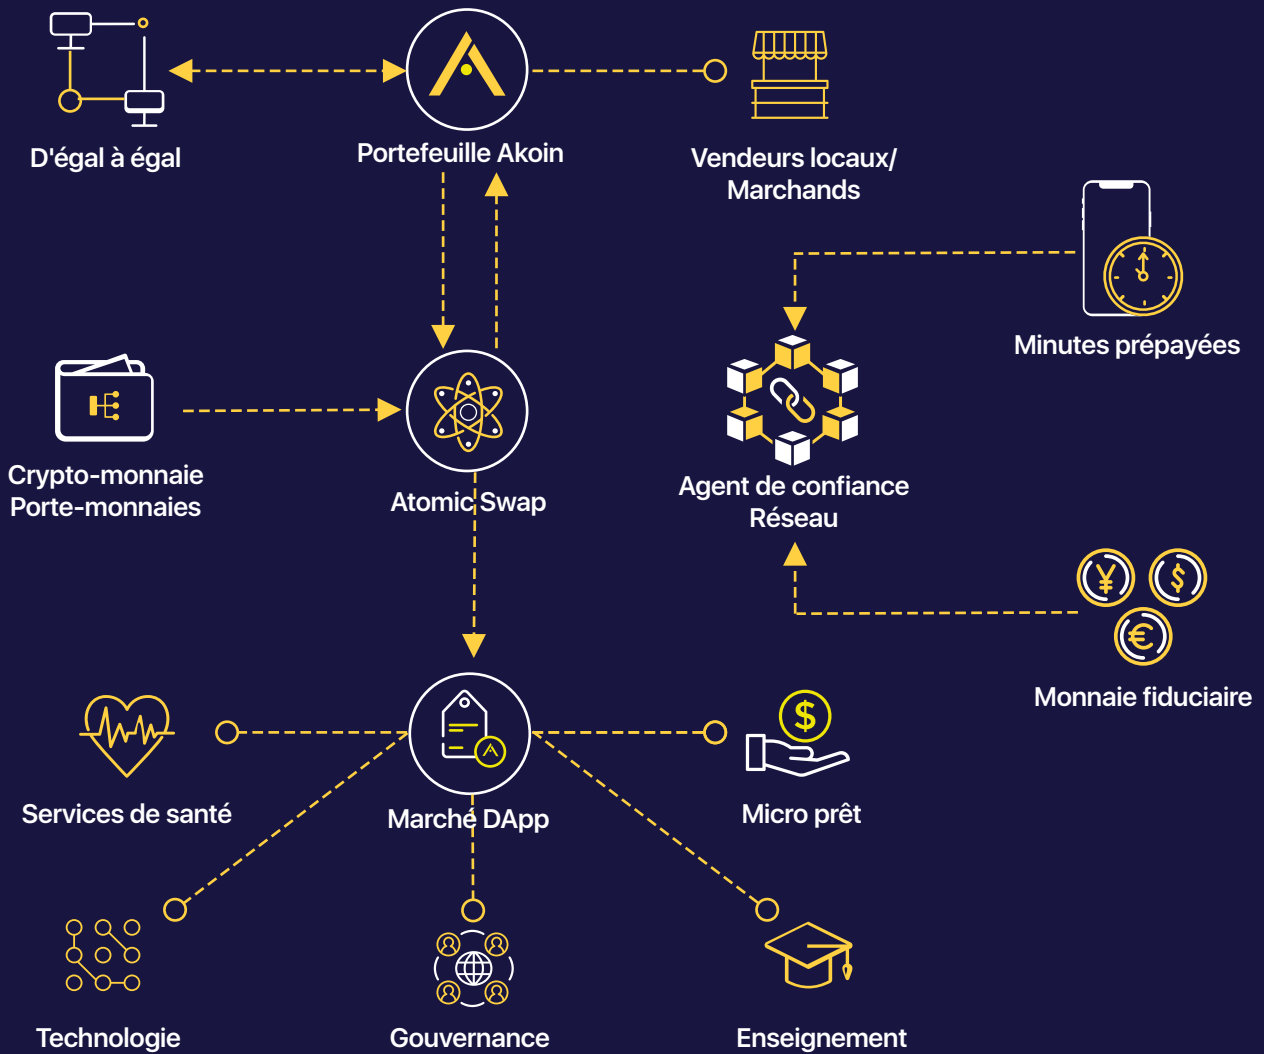 D'égal à égal
Portefeuille Akoin
Vendeurs locaux/
Marchands
Minutes prépayées
Crypto-monnaie
Porte-monnaies
Atomic Swap
Agent de confiance
Réseau
Monnaie fiduciaire
Services de santé
Marché DApp
Micro prêt
Technologie
Gouvernance
Enseignement